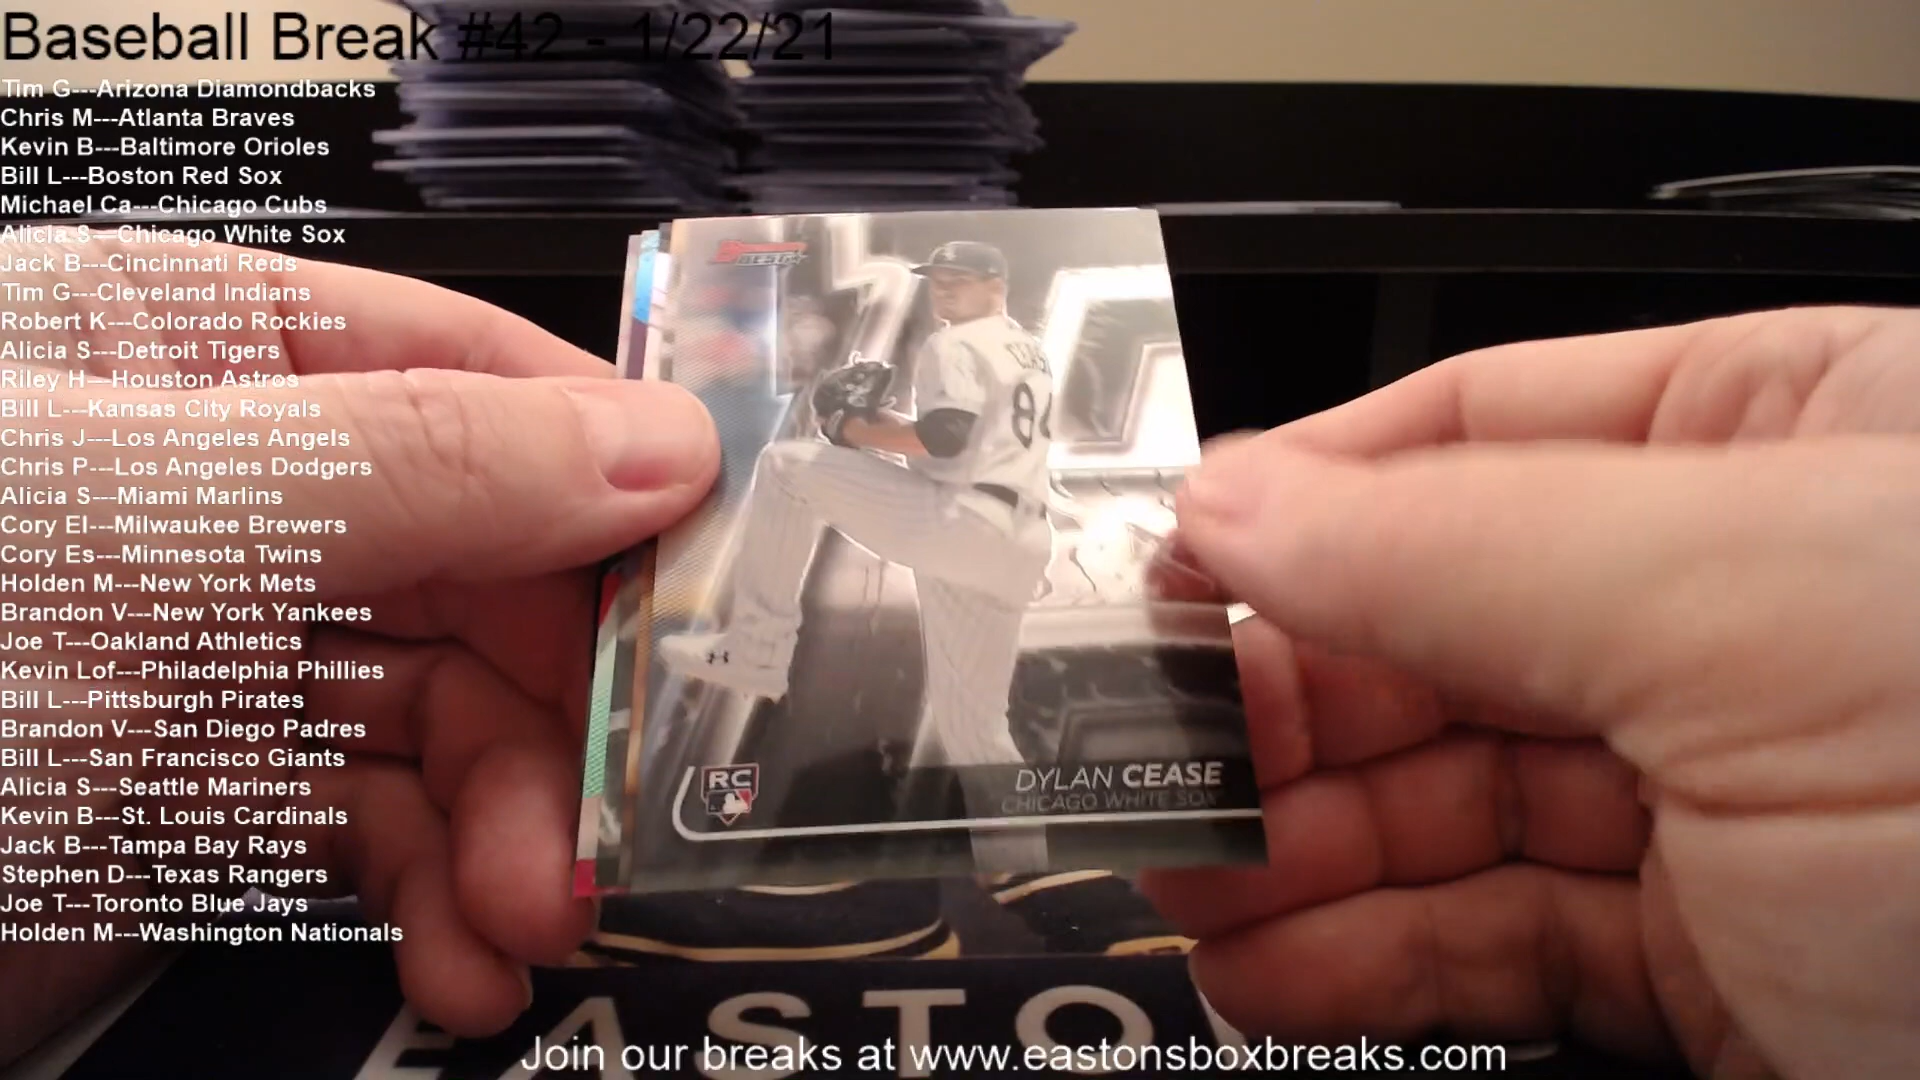 Baseball Break #42 - 1/22/21
Tim G---Arizona Diamondbacks
Chris M---Atlanta Braves
Kevin B---Baltimore Orioles
Bill L---Boston Red Sox
Michael Ca---Chicago Cubs
Alicia S---Chicago White Sox
Jack B---Cincinnati Reds
Tim G---Cleveland Indians
Robert K---Colorado Rockies
Alicia S---Detroit Tigers
Riley H---Houston Astros
Bill L---Kansas City Royals
Chris J---Los Angeles Angels
Chris P---Los Angeles Dodgers
Alicia S---Miami Marlins
Cory El---Milwaukee Brewers
Cory Es---Minnesota Twins
Holden M---New York Mets
Brandon V---New York Yankees
Joe T---Oakland Athletics
Kevin Lof---Philadelphia Phillies
Bill L---Pittsburgh Pirates
Brandon V---San Diego Padres
Bill L---San Francisco Giants
Alicia S---Seattle Mariners
Kevin B---St. Louis Cardinals
Jack B---Tampa Bay Rays
Stephen D---Texas Rangers
Joe T---Toronto Blue Jays
Holden M---Washington Nationals
BOWMAN'S
BEST
84
RC
DYLAN CEASE
CHICAGO WHITE SOX
EASTO
Join our breaks at www.eastonsboxbreaks.com